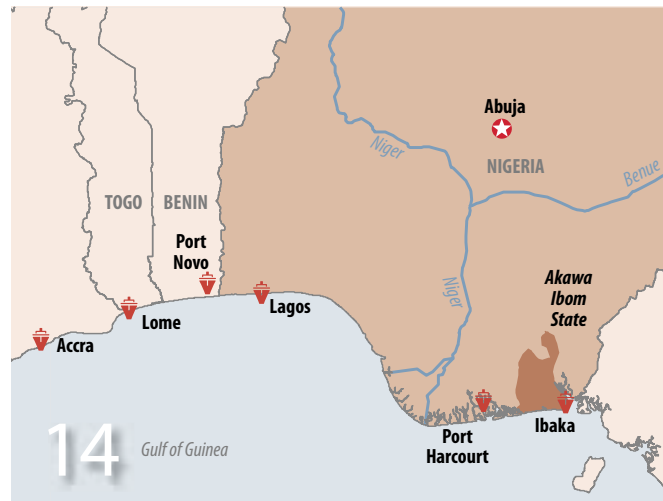 Abuja
Niger
NIGERIA
Benue
TOGO
BENIN
Port
Novo
Akawa
Ibom
State
Niger
Lagos
Lome
Accra
14
Gulf of Guinea
Port
Harcourt
Ibaka